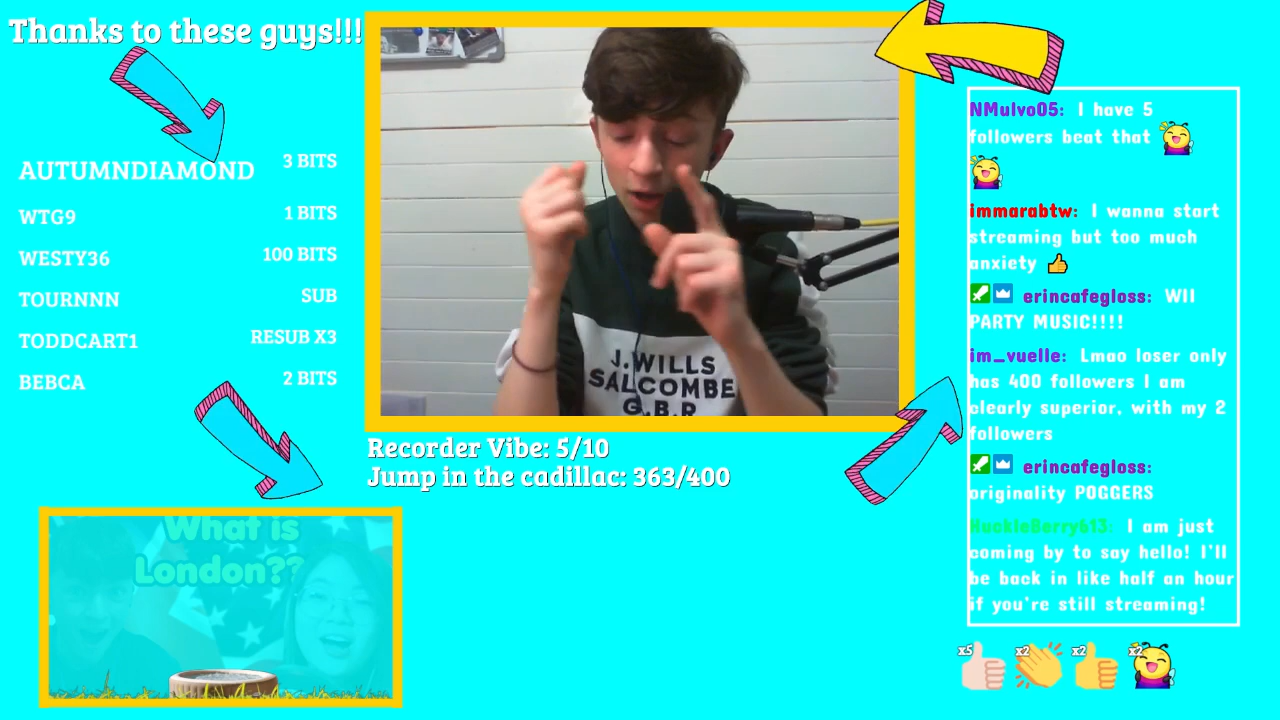 Thanks to these guys!!!
AUTUMNDIAMOND 3 BITS
WTG9 1 BITS
WESTY36 100 BITS
TOURNNN SUB
TODDCART1 RESUB X3
BEBCA 2 BITS
J.WILLS
SALCOMBE
G.B.R
Recorder Vibe: 5/10
Jump in the cadillac: 363/400
What is
London??
NMulvo05: I have 5
followers beat that
immarabtw: I wanna start
streaming but too much
anxiety
erincafegloss: WII
PARTY MUSIC!!!!
im_vuelle: Lmao loser only
has 400 followers I am
clearly superior, with my 2
followers
erincafegloss:
originality POGGERS
HuckleBerry613: I am just
coming by to say hello! I'll
be back in like half an hour
if you're still streaming!
x5 x2 x2 x2